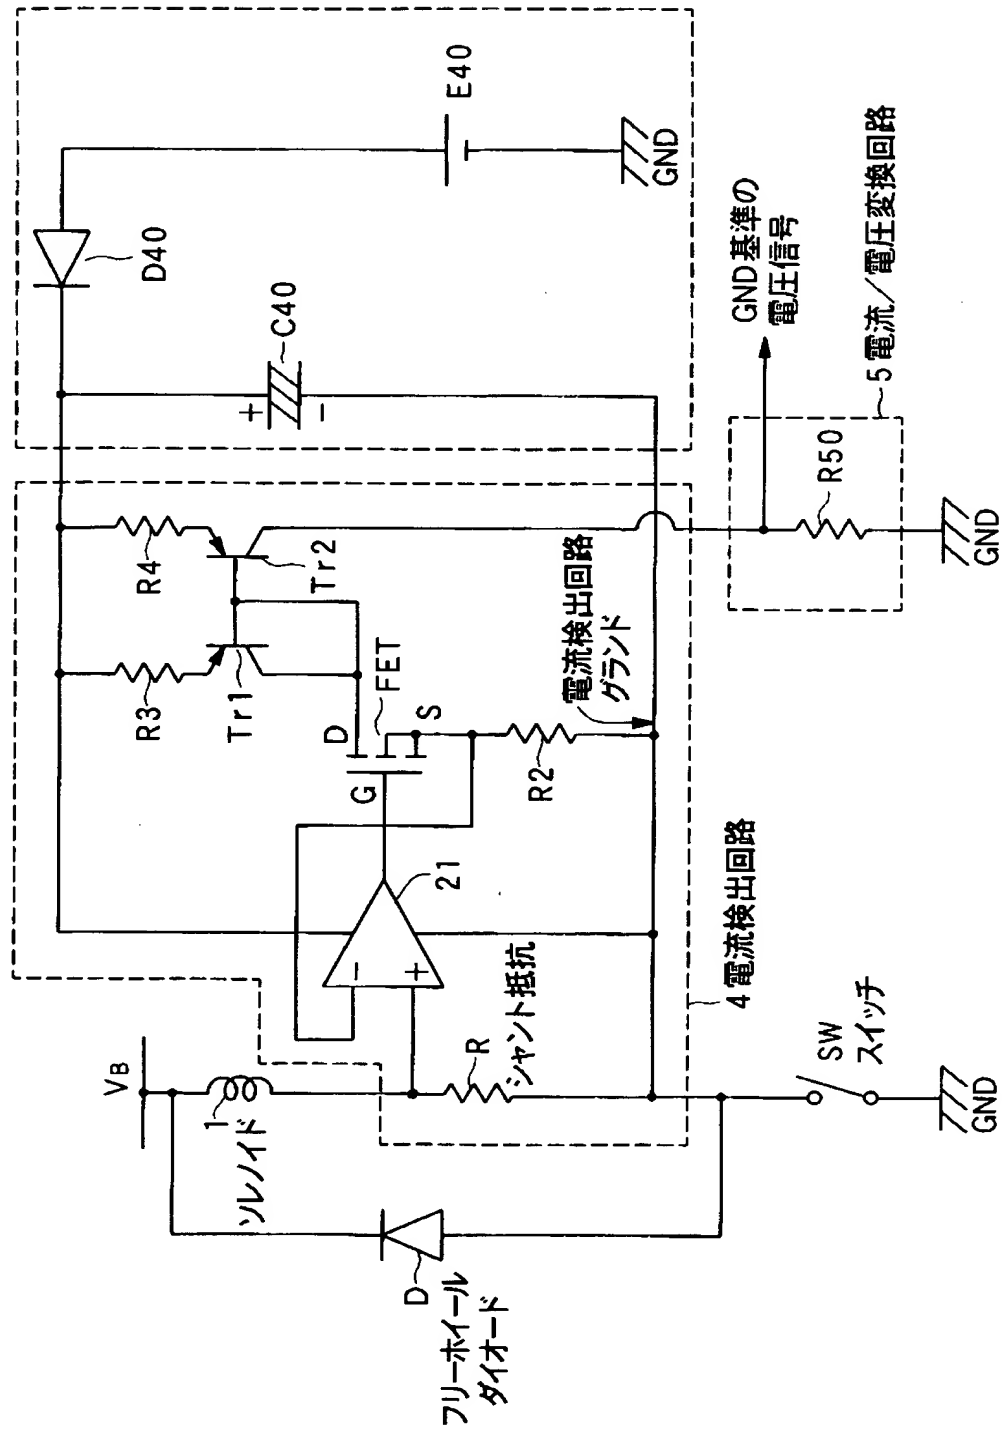 E40
GND
D40
C40
+
−
GND基準の
電圧信号
5 電流／電圧変換回路
R50
GND
R4
Tr2
R3
Tr1
D
FET
G
S
R2
電流検出回路
グランド
21
−
+
4 電流検出回路
VB
1
ソレノイド
R
シャント抵抗
SW
スイッチ
GND
D
フリーホイール
ダイオード